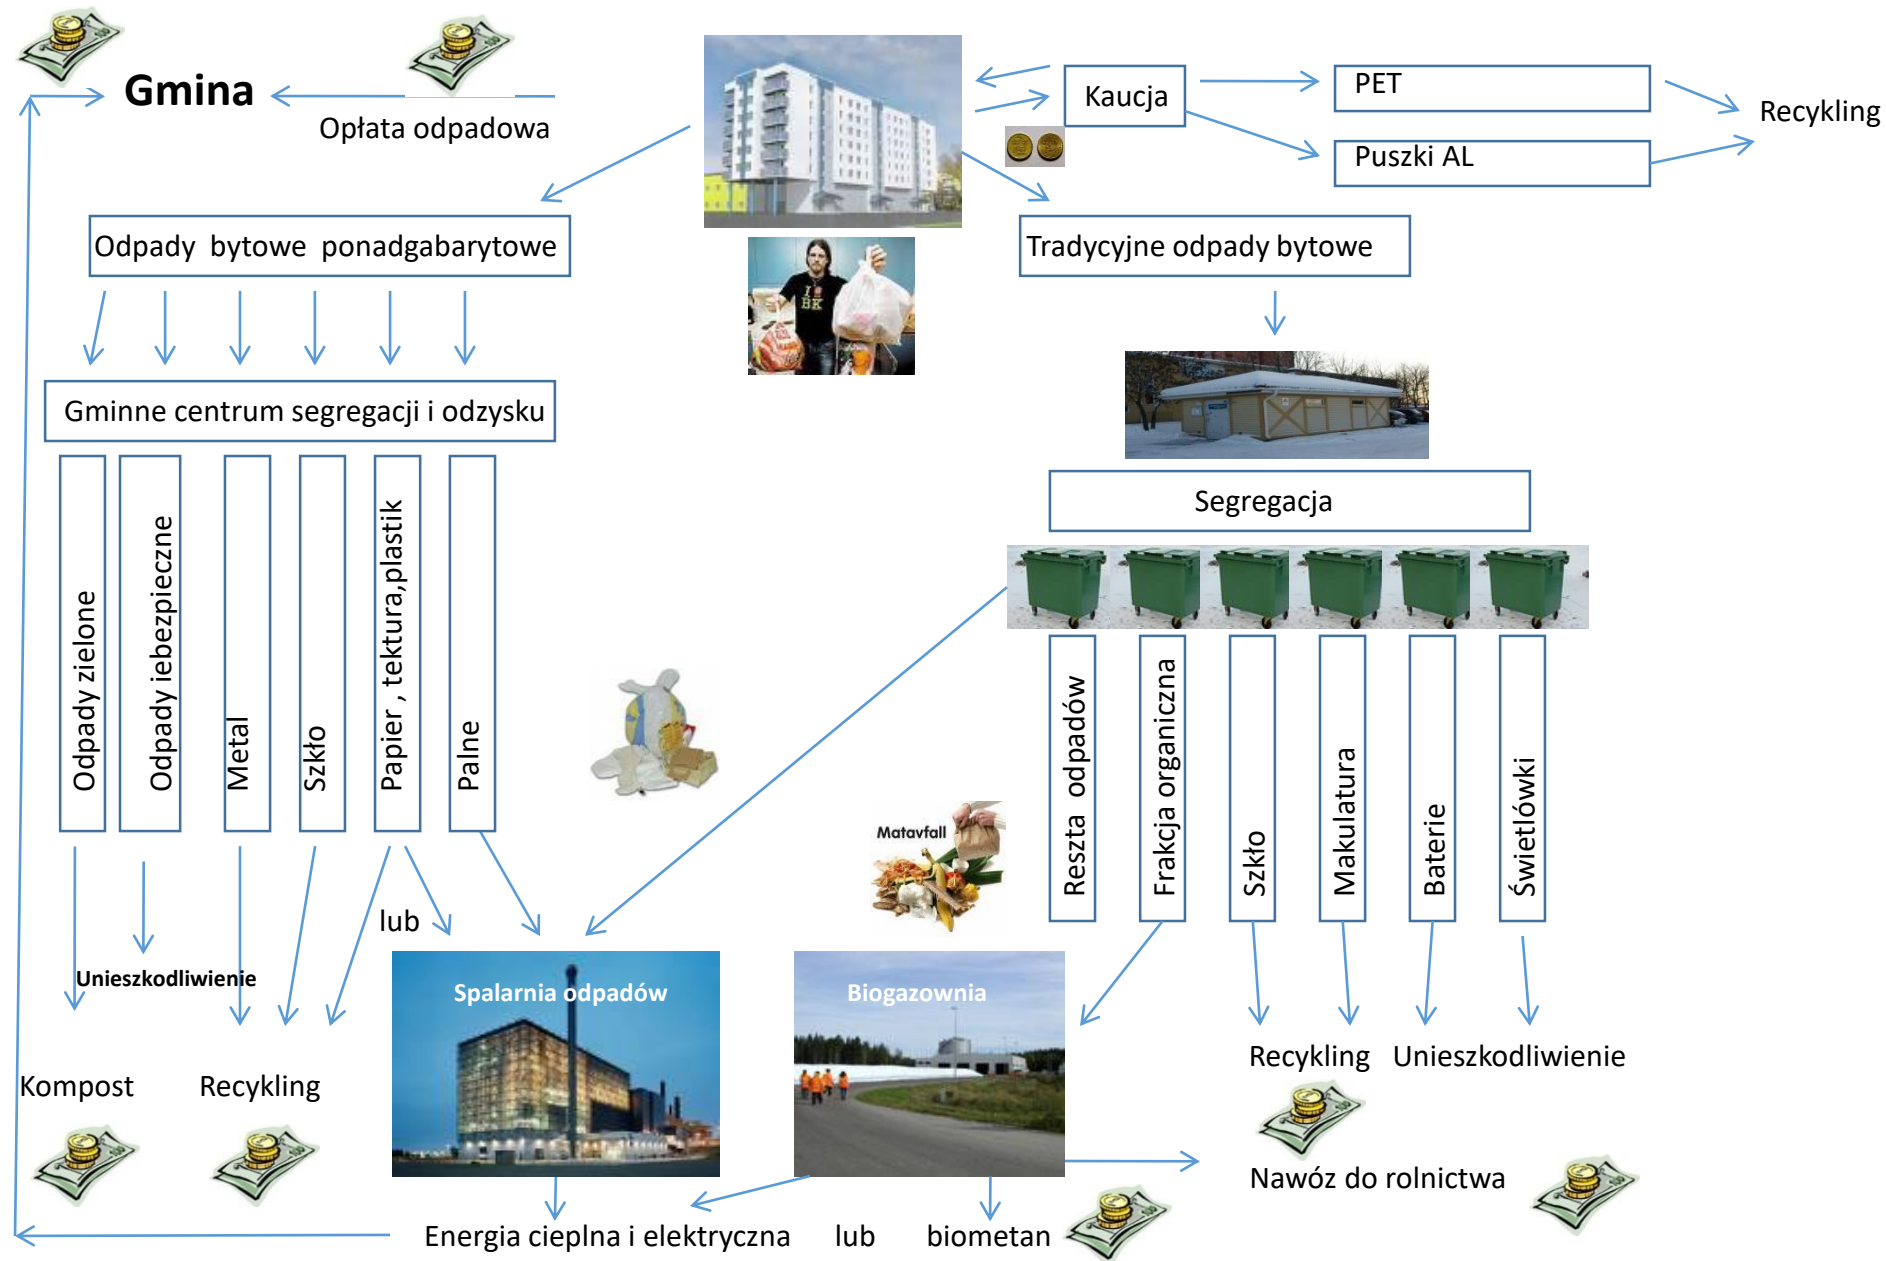 Gmina
Opłata odpadowa
Kaucja
PET
Recykling
Puszki AL
Odpady bytowe ponadgabarytowe
Tradycyjne odpady bytowe
I
BK
Gminne centrum segregacji i odzysku
Segregacja
Odpady zielone
Odpady iebezpieczne
Metal
Szkło
Papier , tektura,plastik
Palne
Reszta odpadów
Frakcja organiczna
Szkło
Makulatura
Baterie
Świetlówki
Matavfall
lub
Unieszkodliwienie
Spalarnia odpadów
Biogazownia
Kompost
Recykling
Recykling
Unieszkodliwienie
Nawóz do rolnictwa
Energia cieplna i elektryczna lub biometan